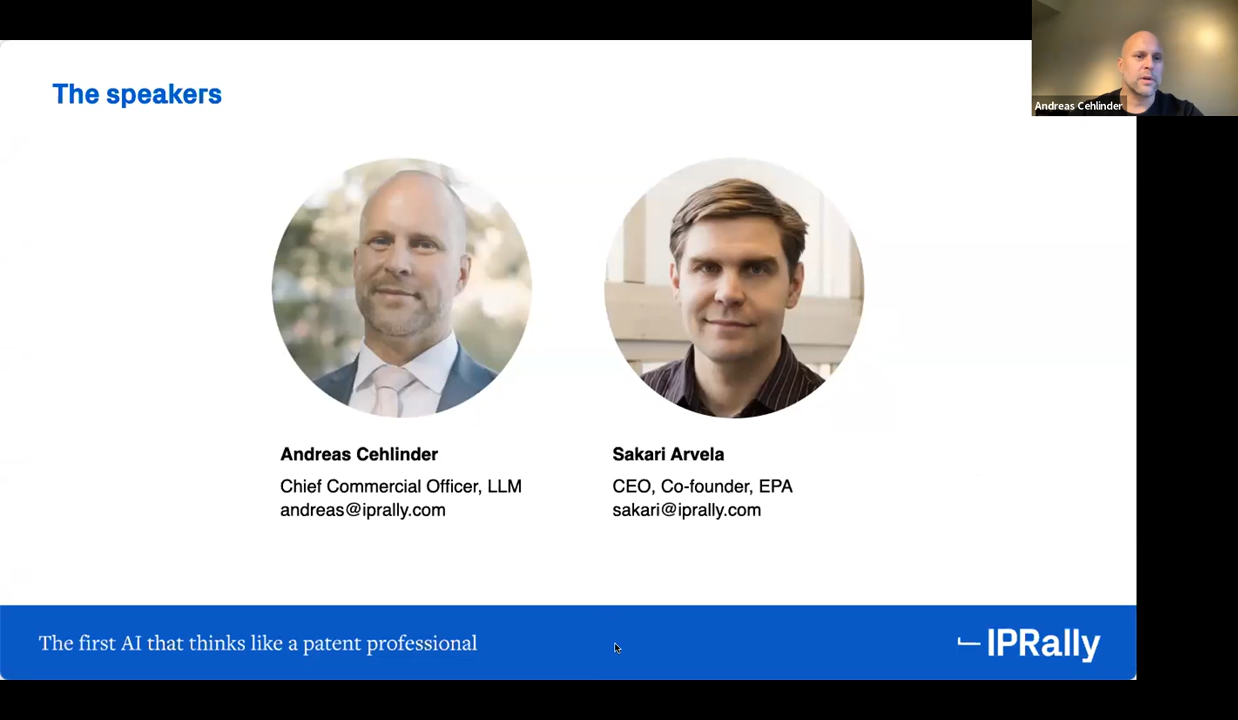 The speakers
Andreas Cehlinder
Andreas Cehlinder
Chief Commercial Officer, LLM
andreas@iprally.com
Sakari Arvela
CEO, Co-founder, EPA
sakari@iprally.com
The first AI that thinks like a patent professional
IPRally